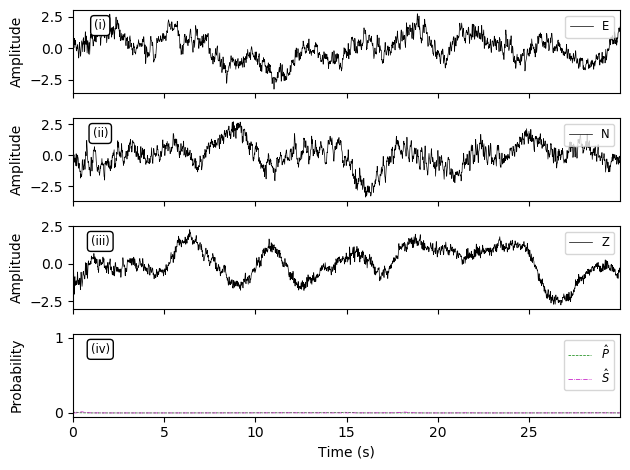 2.5
0.0
−2.5
Amplitude
(i)
E
2.5
0.0
−2.5
Amplitude
(ii)
N
2.5
0.0
−2.5
Amplitude
(iii)
Z
1
0
Probability
(iv)
P̂
Ŝ
0 5 10 15 20 25
Time (s)